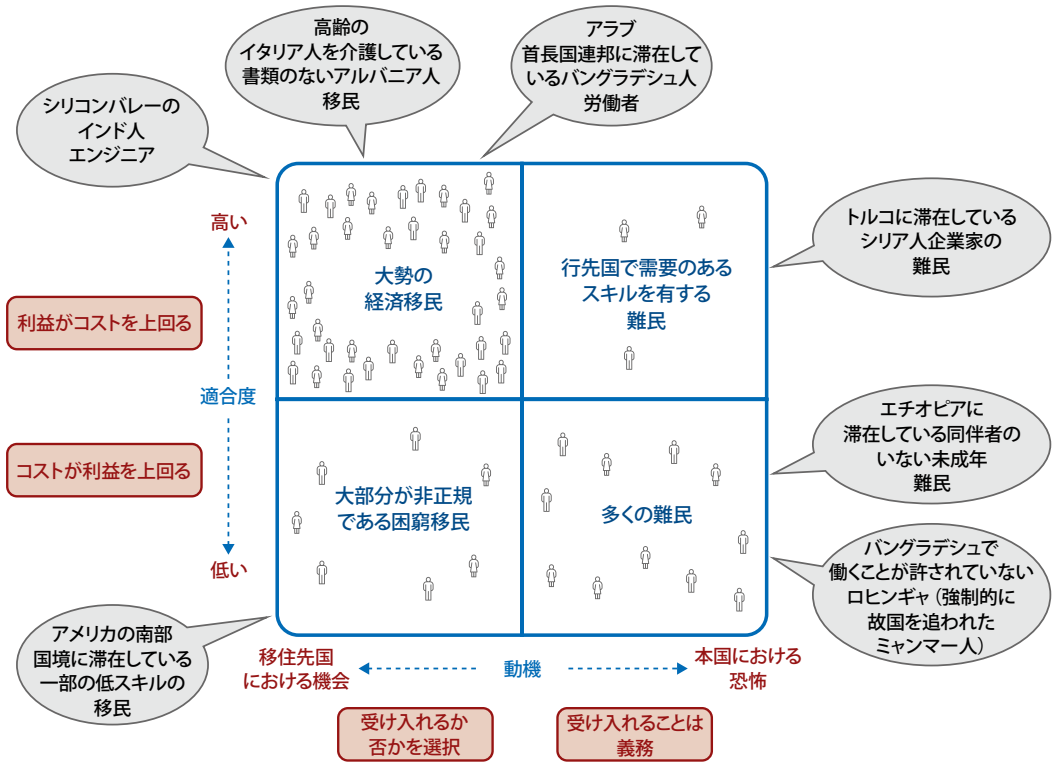 高齢の
イタリア人を介護している
書類のないアルバニア人
移民
アラブ
首長国連邦に滞在して
いるバングラデシュ人
労働者
シリコンバレーの
インド人
エンジニア
トルコに滞在している
シリア人企業家の
難民
高い
大勢の
経済移民
行先国で需要のある
スキルを有する
難民
利益がコストを上回る
適合度
コストが利益を上回る
エチオピアに
滞在している同伴者の
いない未成年
難民
大部分が非正規
である困窮移民
多くの難民
低い
バングラデシュで
働くことが許されていない
ロヒンギャ（強制的に
故国を追われた
ミャンマー人）
アメリカの南部
国境に滞在している
一部の低スキルの
移民
移住先国
における機会
動機
本国における
恐怖
受け入れるか
否かを選択
受け入れることは
義務